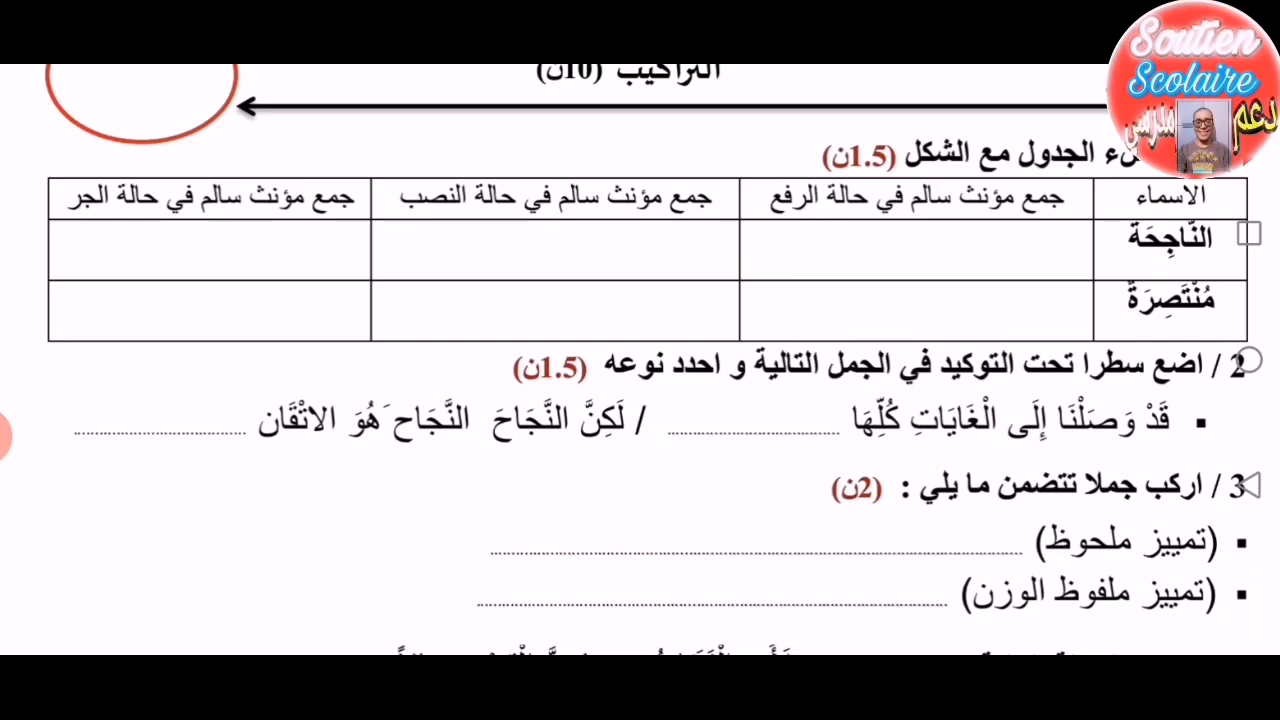 Soutien
Scolaire
دعم مدرسي
التراكيب (10ن)
الجدول مع الشكل (1.5ن)
الاسماء جمع مؤنث سالم في حالة الرفع جمع مؤنث سالم في حالة النصب جمع مؤنث سالم في حالة الجر
النَّاجِحَة
مُنْتَصِرَةٌ
2 / اضع سطرا تحت التوكيد في الجمل التالية و احدد نوعه (1.5ن)
▪ قَدْ وَصَلْنَا إِلَى الْغَايَاتِ كُلِّهَا ........................ / لَكِنَّ النَّجَاحَ النَّجَاح َهُوَ الاتْقَان ........................
3 / اركب جملا تتضمن ما يلي : (2ن)
▪ (تمييز ملحوظ) ........................
▪ (تمييز ملفوظ الوزن) ........................